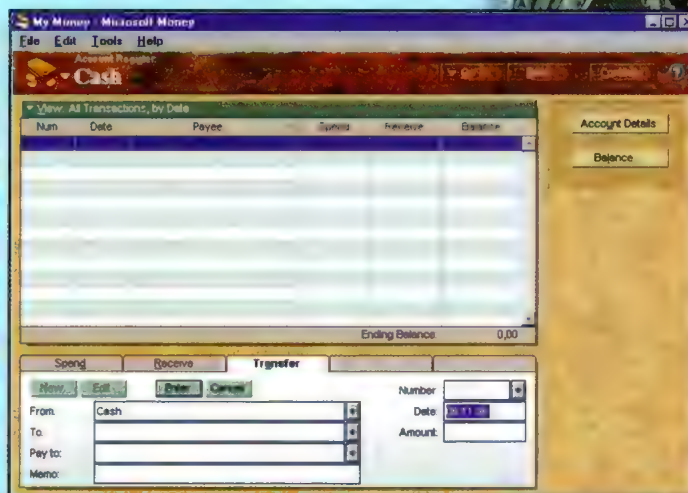 My Money - Microsoft Money
File Edit Tools Help
Account Register
Cash
View: All Transactions, by Date
Num Date Payee Spend Receive Balance
Account Details
Balance
Ending Balance: 0,00
Spend Receive Transfer
New Edit Enter Cancel
Number:
From: Cash
Date:
To:
Amount:
Pay to:
Memo: